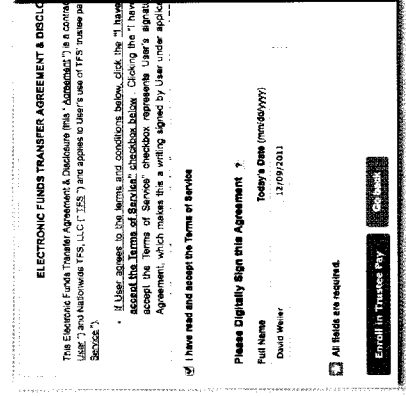 ELECTRONIC FUNDS TRANSFER AGREEMENT & DISCLO
This Electronic Funds Transfer Agreement & Disclosure (this "Agreement") is a contrac
User") and Nationwide TFS, LLC ("TFS") and applies to User's use of TFS' trustee pa
Service").
• If User agrees to the terms and conditions below, click the "I have
accept the Terms of Service" checkbox below. Clicking the "I hav
accept the Terms of Service" checkbox represents User's signatu
Agreement, which makes this a writing signed by User under applica
I have read and accept the Terms of Service
Please Digitally Sign this Agreement ?
Full Name Today's Date (mm/dd/yyyy)
David Weiler 12/09/2011
All fields are required.
Enroll in Trustee Pay Go back